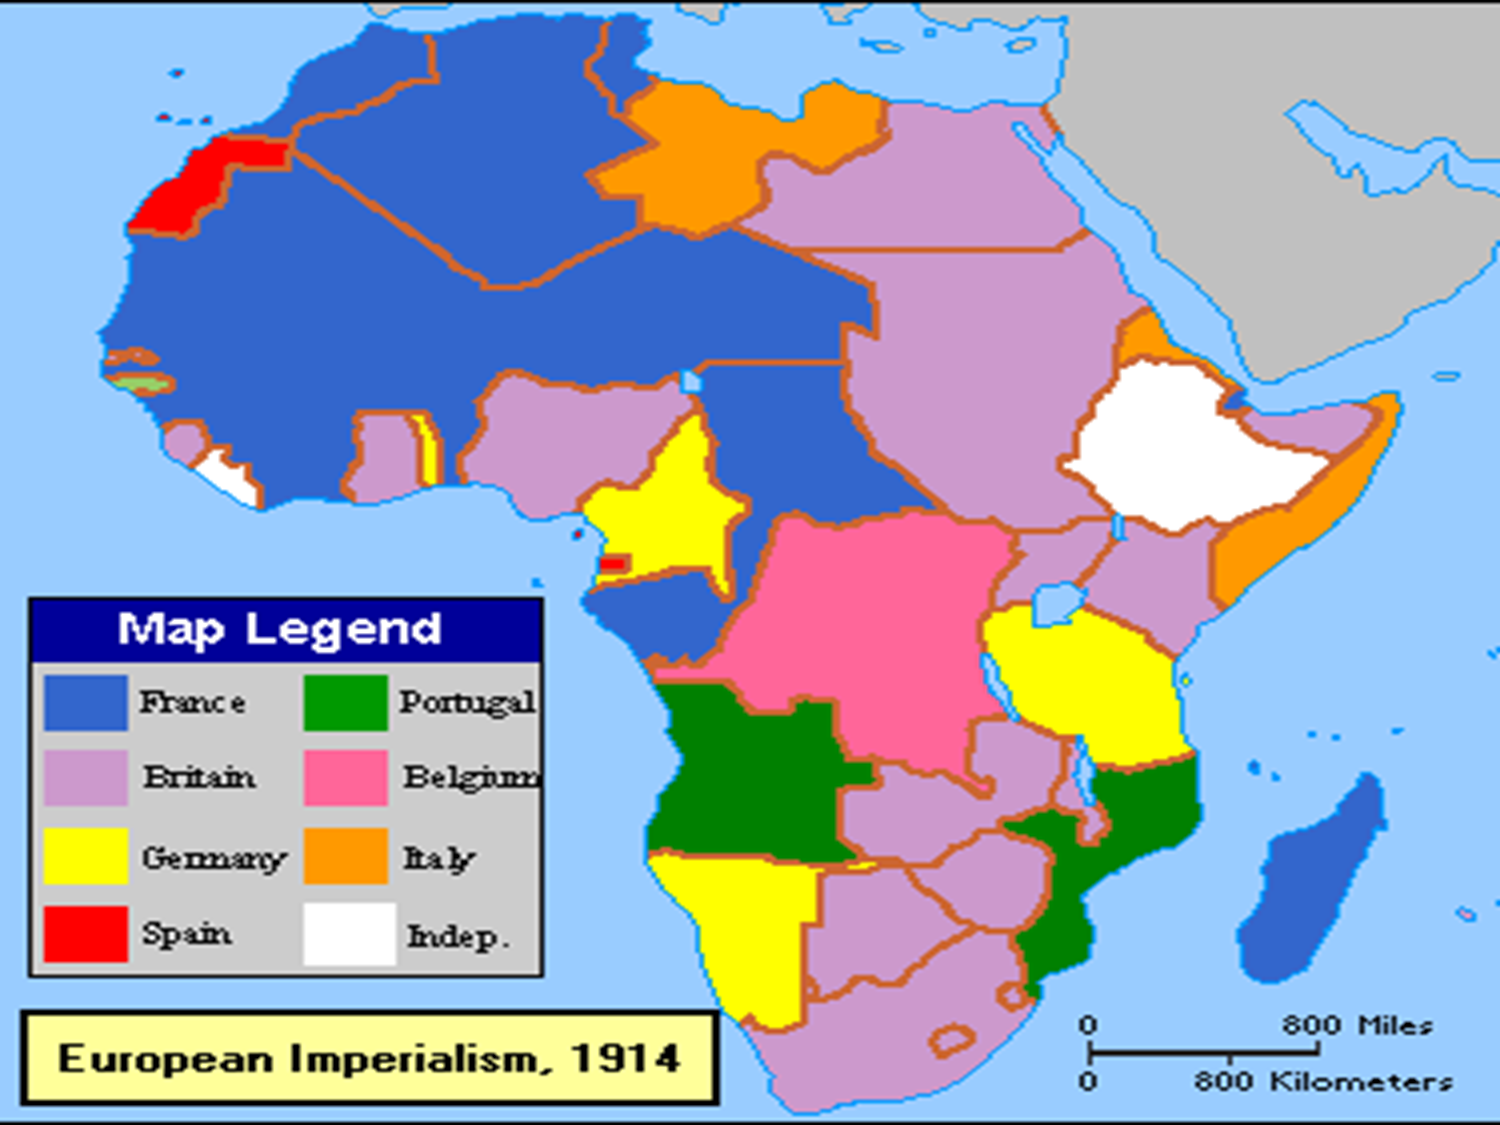 Map Legend
France
Portugal
Britain
Belgium
Germany
Italy
Spain
Indep.
European Imperialism, 1914
0 800 Miles
0 800 Kilometers